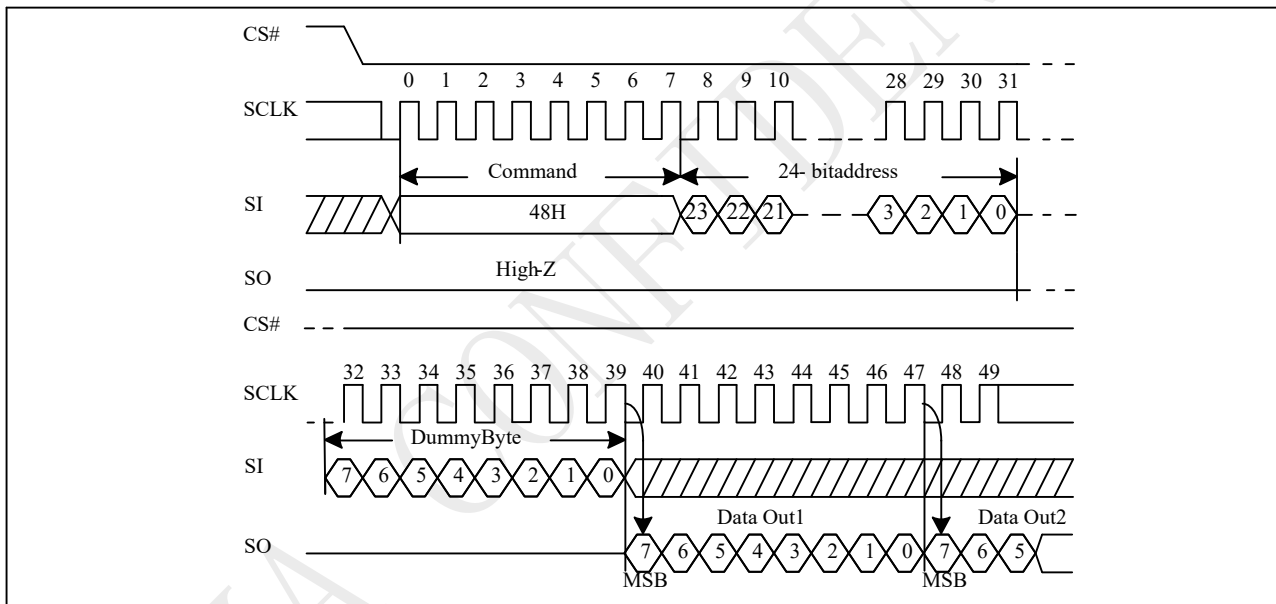 CS#
0 1 2 3 4 5 6 7 8 9 10 28 29 30 31
SCLK
Command 24- bitaddress
SI 48H 23 22 21 3 2 1 0
High-Z
SO
CS#
32 33 34 35 36 37 38 39 40 41 42 43 44 45 46 47 48 49
SCLK
DummyByte
SI 7 6 5 4 3 2 1 0
Data Out1 Data Out2
SO 7 6 5 4 3 2 1 0 7 6 5
MSB MSB